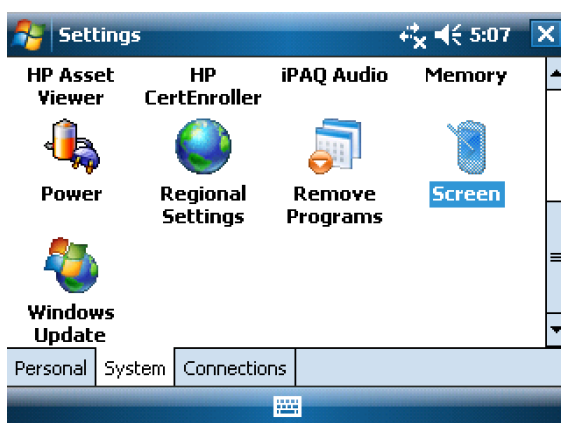 Settings 5:07
HP Asset HP iPAQ Audio Memory
Viewer CertEnroller
Power Regional Remove Screen
Settings Programs
Windows
Update
Personal System Connections